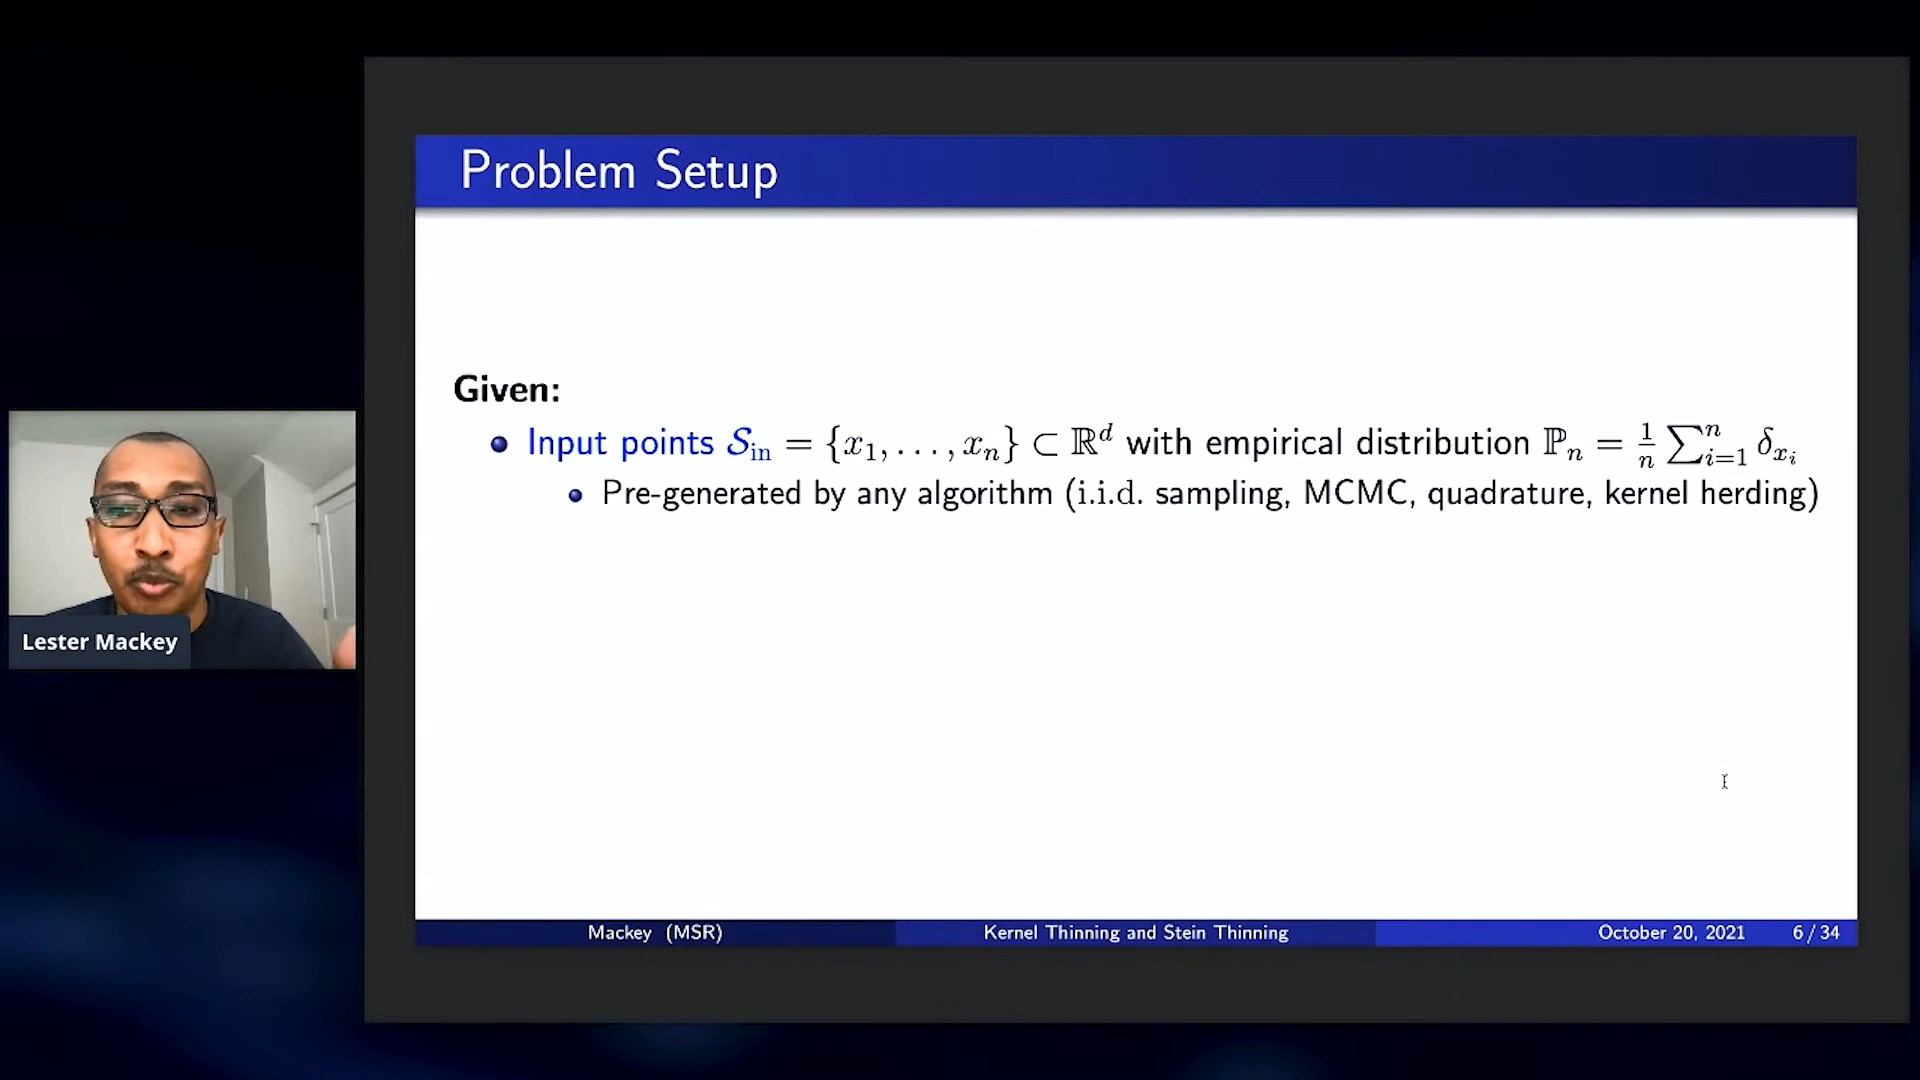 Problem Setup
Given:
Input points 𝒮_in = {x_1, . . . , x_n} ⊂ ℝ^d with empirical distribution ℙ_n = 1/n ∑_{i=1}^n δ_{x_i}
Pre-generated by any algorithm (i.i.d. sampling, MCMC, quadrature, kernel herding)
Lester Mackey
Mackey (MSR) Kernel Thinning and Stein Thinning October 20, 2021 6 / 34